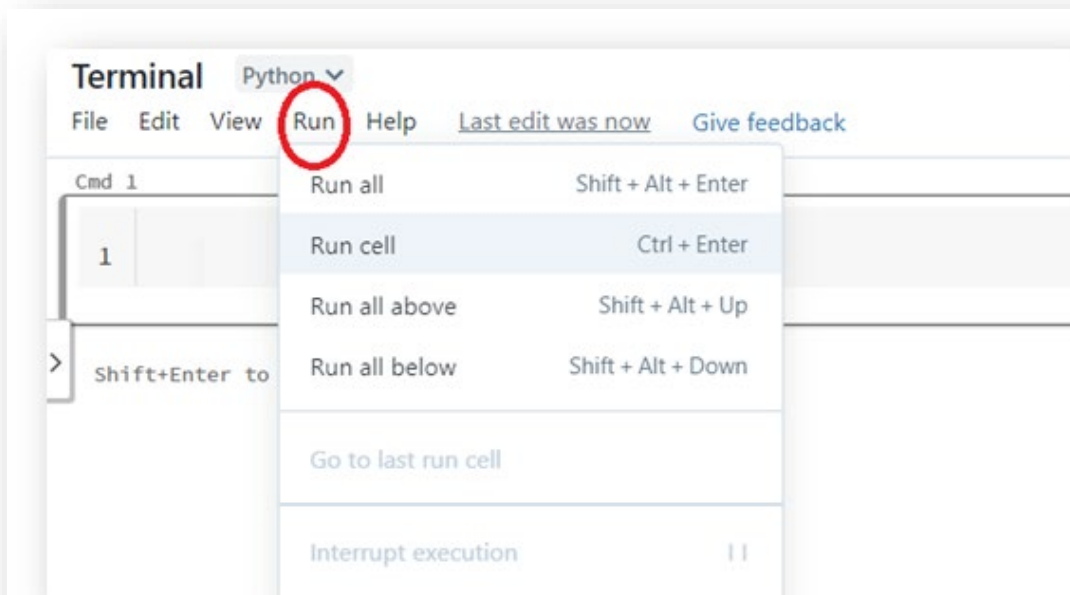 Terminal Python
File Edit View Run Help Last edit was now Give feedback
Cmd 1
Run all Shift + Alt + Enter
1 Run cell Ctrl + Enter
Run all above Shift + Alt + Up
Run all below Shift + Alt + Down
Shift+Enter to
Go to last run cell
Interrupt execution